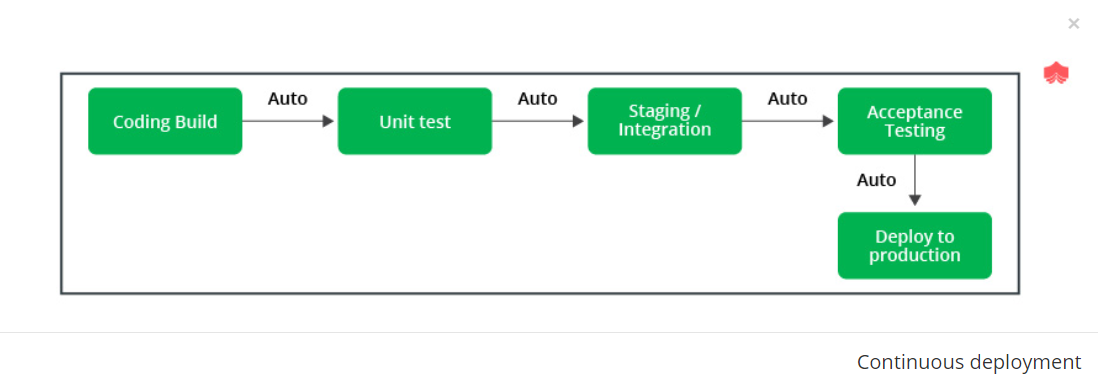 ×
Auto
Auto
Auto
Coding Build
Unit test
Staging /
Integration
Acceptance
Testing
Auto
Deploy to
production
Continuous deployment